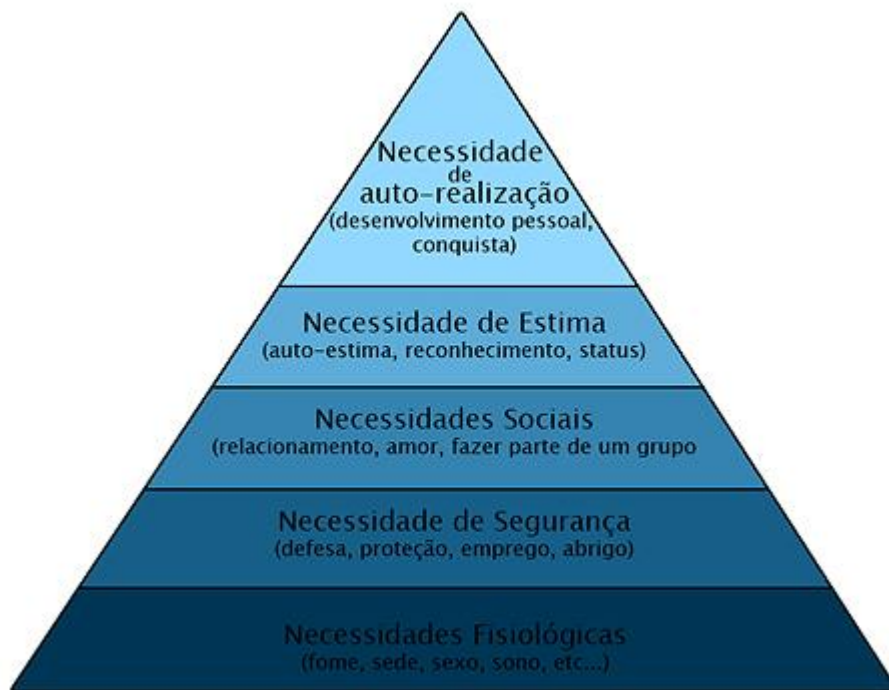 Necessidade
de
auto-realização
(desenvolvimento pessoal,
conquista)
Necessidade de Estima
(auto-estima, reconhecimento, status)
Necessidades Sociais
(relacionamento, amor, fazer parte de um grupo
Necessidade de Segurança
(defesa, proteção, emprego, abrigo)
Necessidades Fisiológicas
(fome, sede, sexo, sono, etc...)